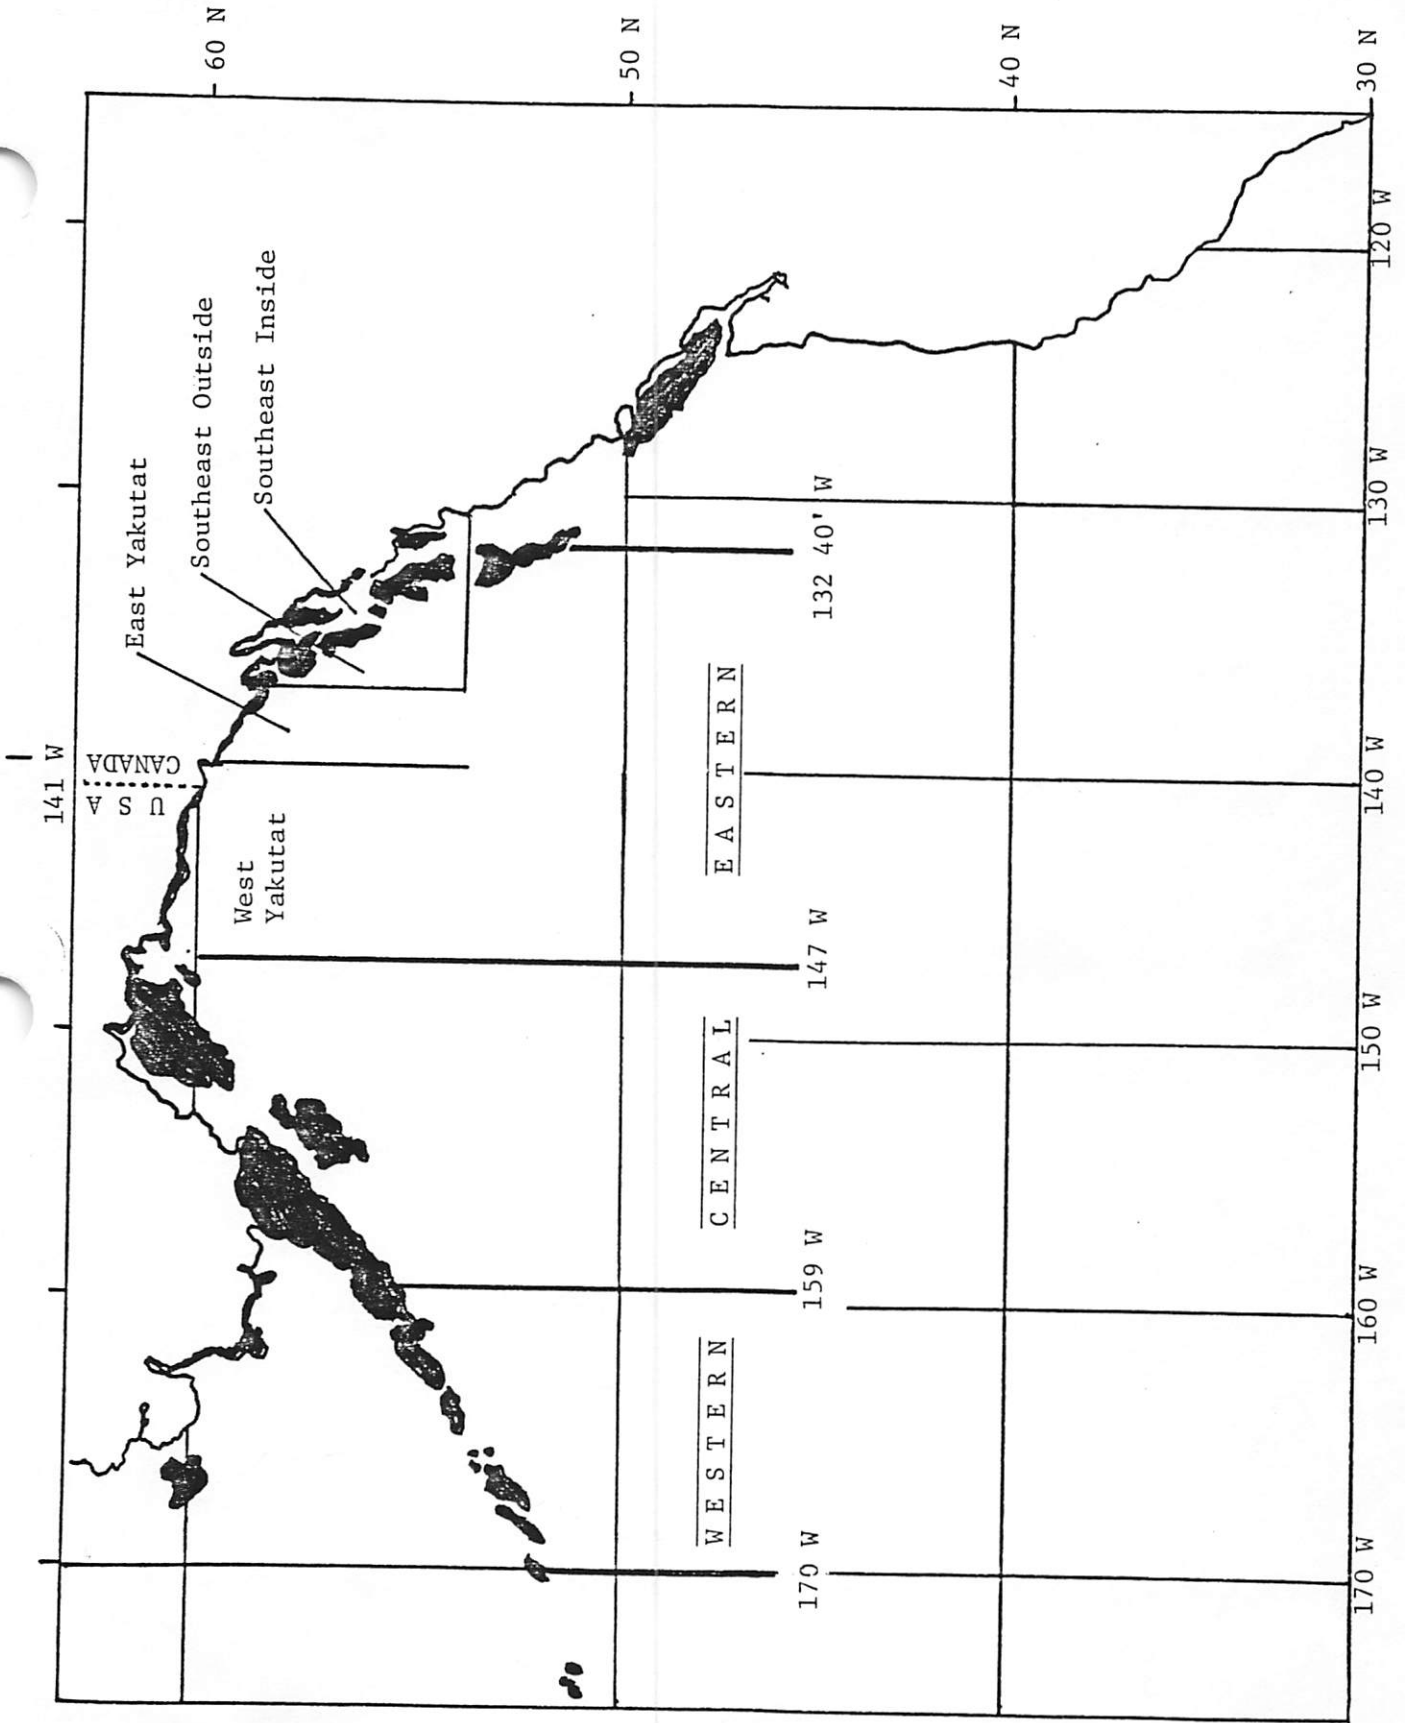 141 W
U S A
CANADA
East Yakutat
Southeast Outside
Southeast Inside
West
Yakutat
60 N
50 N
40 N
30 N
170 W
159 W
147 W
132 40' W
WESTERN
CENTRAL
EASTERN
170 W
160 W
150 W
140 W
130 W
120 W